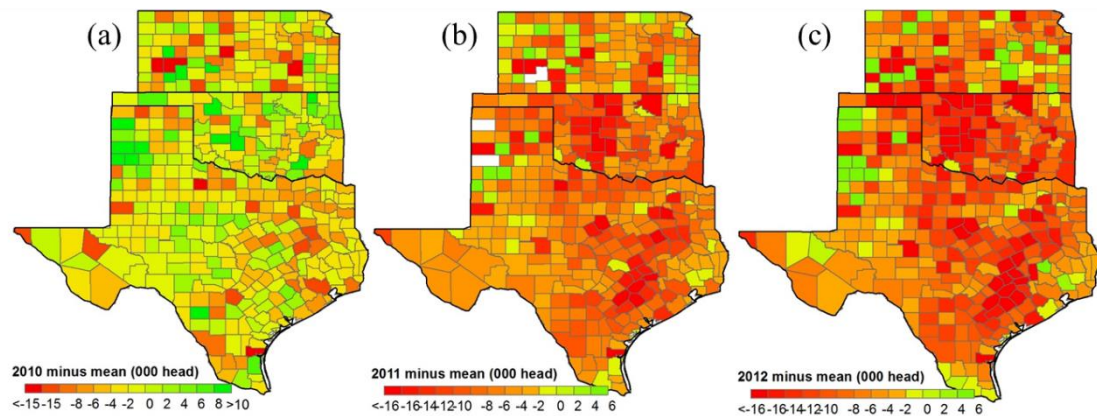 (a)
(b)
(c)
2010 minus mean (000 head)
<-15-15 -8 -6 -4 -2 0 2 4 6 8 >10
2011 minus mean (000 head)
<-16-16-14-12-10 -8 -6 -4 -2 0 2 4 6
2012 minus mean (000 head)
<-16-16-14-12-10 -8 -6 -4 -2 0 2 4 6